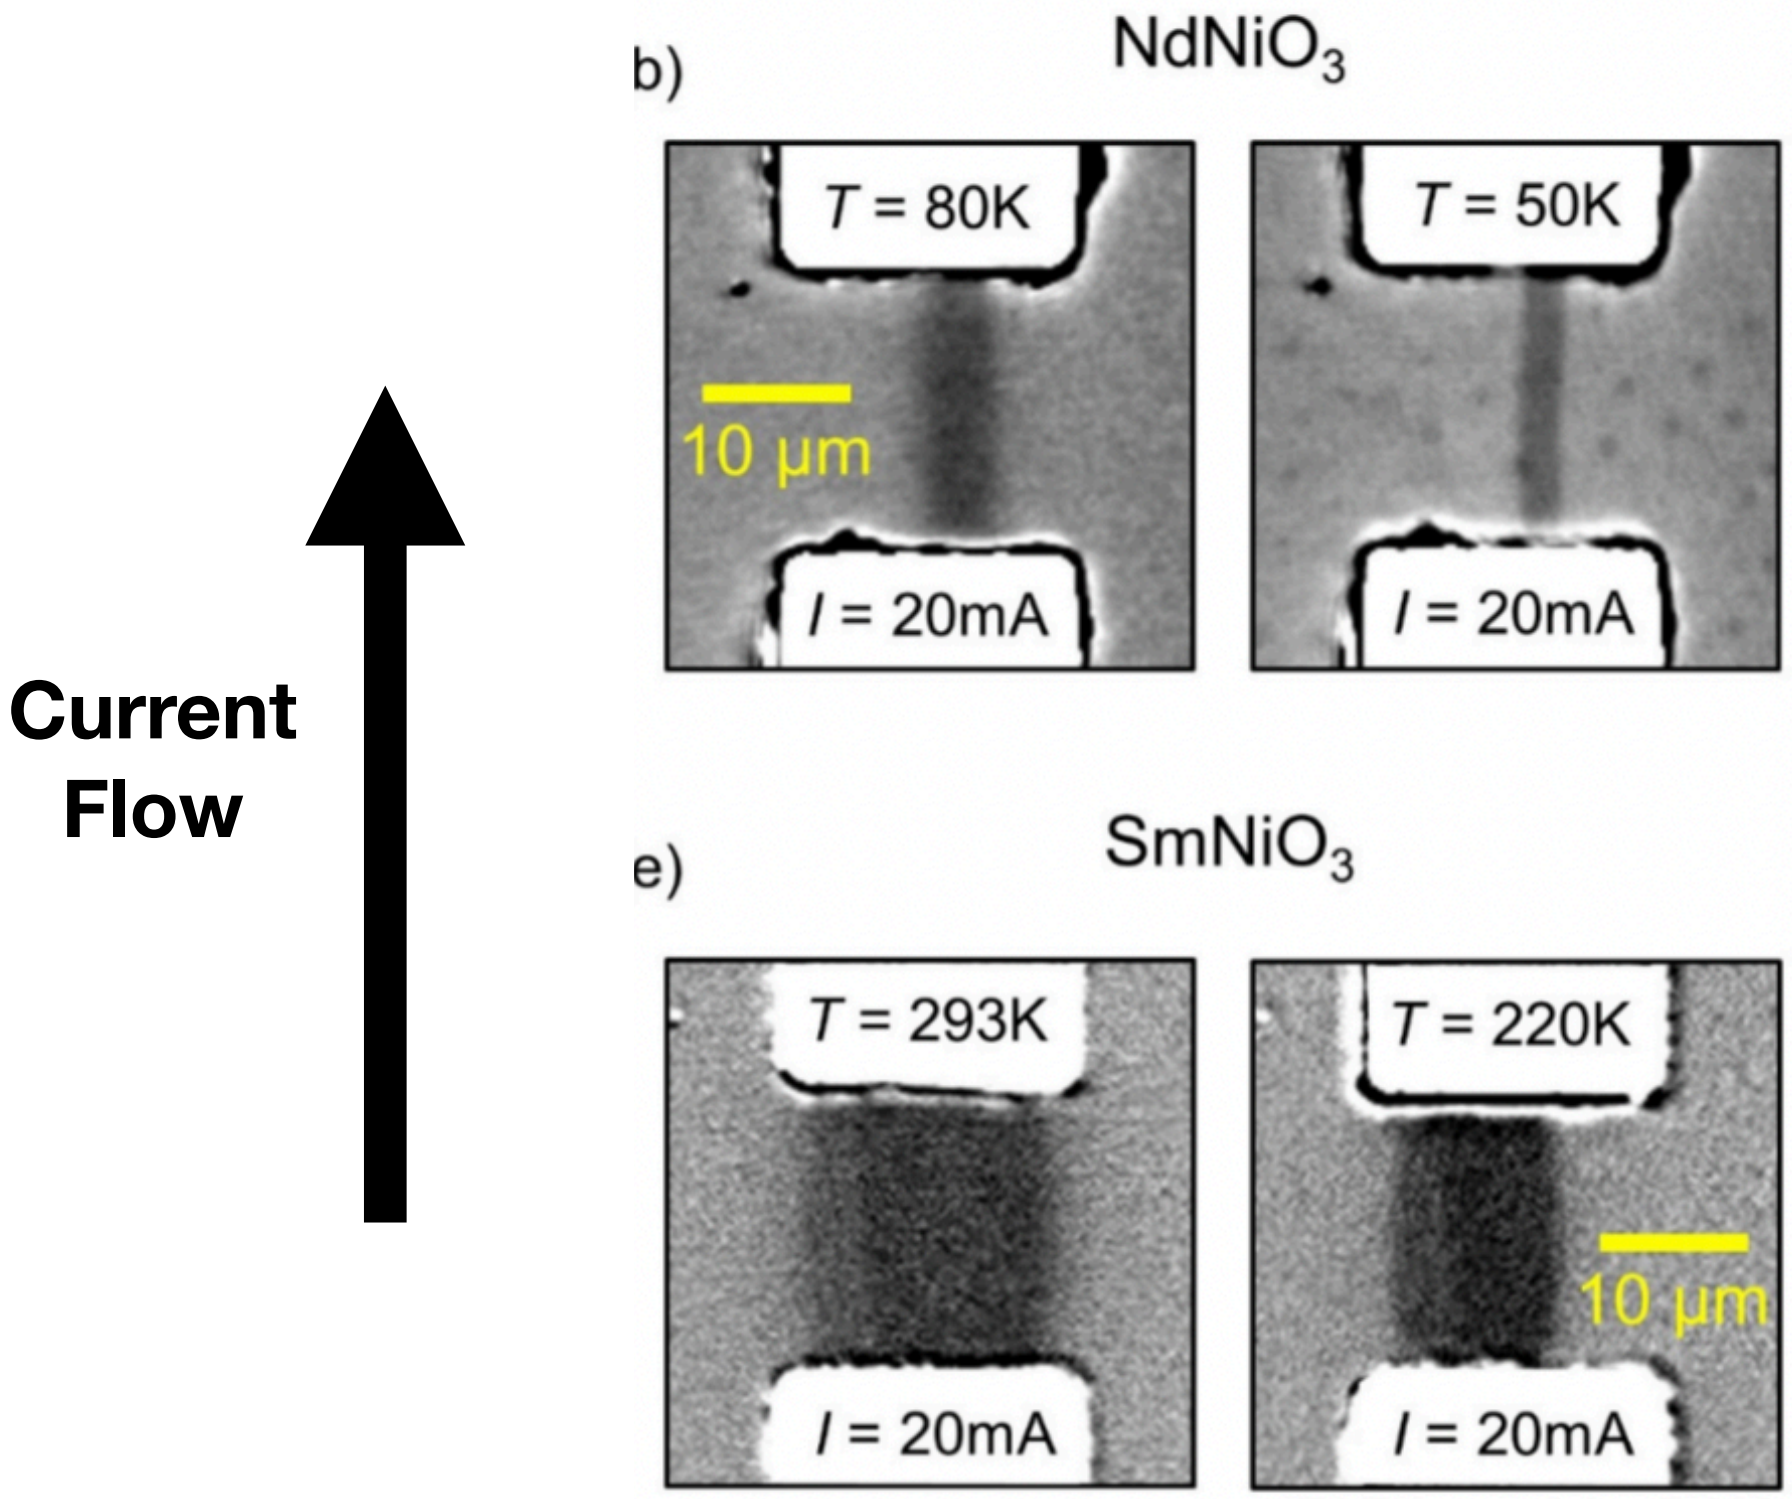 b)
NdNiO₃
T = 80K
T = 50K
10 µm
I = 20mA
I = 20mA
Current
Flow
e)
SmNiO₃
T = 293K
T = 220K
10 µm
I = 20mA
I = 20mA